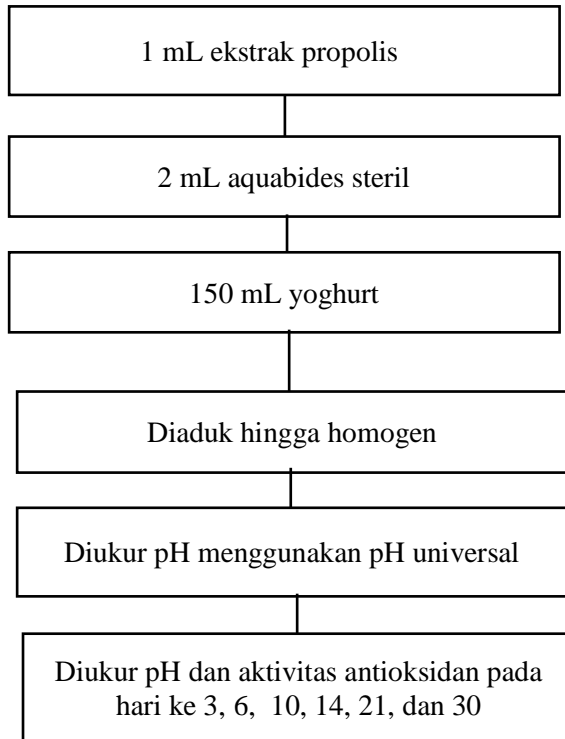 1 mL ekstrak propolis
2 mL aquabides steril
150 mL yoghurt
Diaduk hingga homogen
Diukur pH menggunakan pH universal
Diukur pH dan aktivitas antioksidan pada
hari ke 3, 6,  10, 14, 21, dan 30